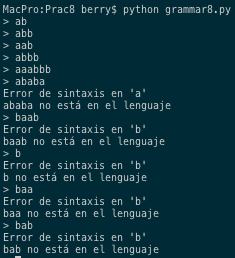 MacPro:Prac8 berry$ python grammar8.py
> ab
> abb
> aab
> abbb
> aaabbb
> ababa
Error de sintaxis en 'a'
ababa no está en el lenguaje
> baab
Error de sintaxis en 'b'
baab no está en el lenguaje
> b
Error de sintaxis en 'b'
b no está en el lenguaje
> baa
Error de sintaxis en 'b'
baa no está en el lenguaje
> bab
Error de sintaxis en 'b'
bab no está en el lenguaje